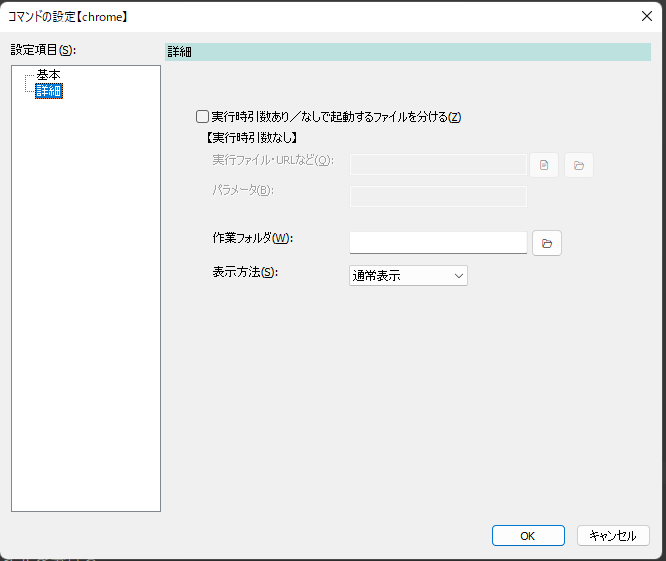 コマンドの設定【chrome】
設定項目(S):
基本
詳細
詳細
実行時引数あり／なしで起動するファイルを分ける(Z)
【実行時引数なし】
実行ファイル・URLなど(Q):
パラメータ(B):
作業フォルダ(W):
表示方法(S):
通常表示
OK
キャンセル